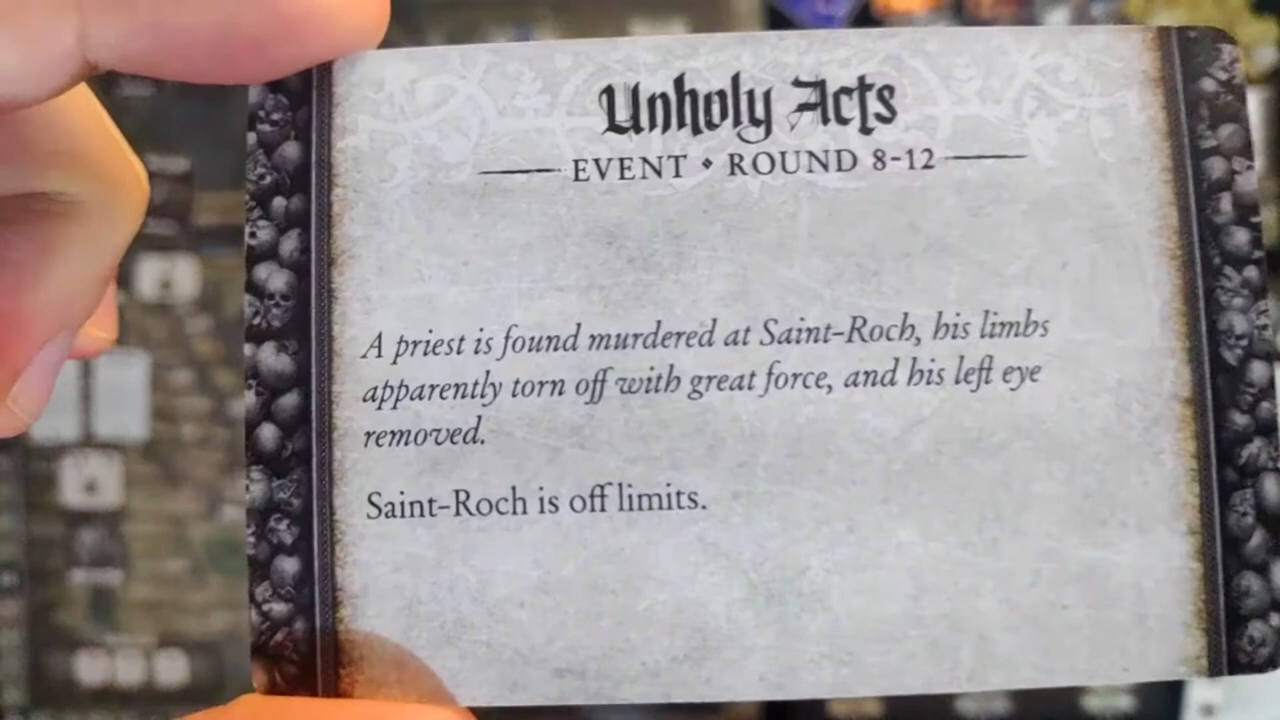 Unholy Acts
EVENT ⬥ ROUND 8-12
A priest is found murdered at Saint-Roch, his limbs
apparently torn off with great force, and his left eye
removed.
Saint-Roch is off limits.